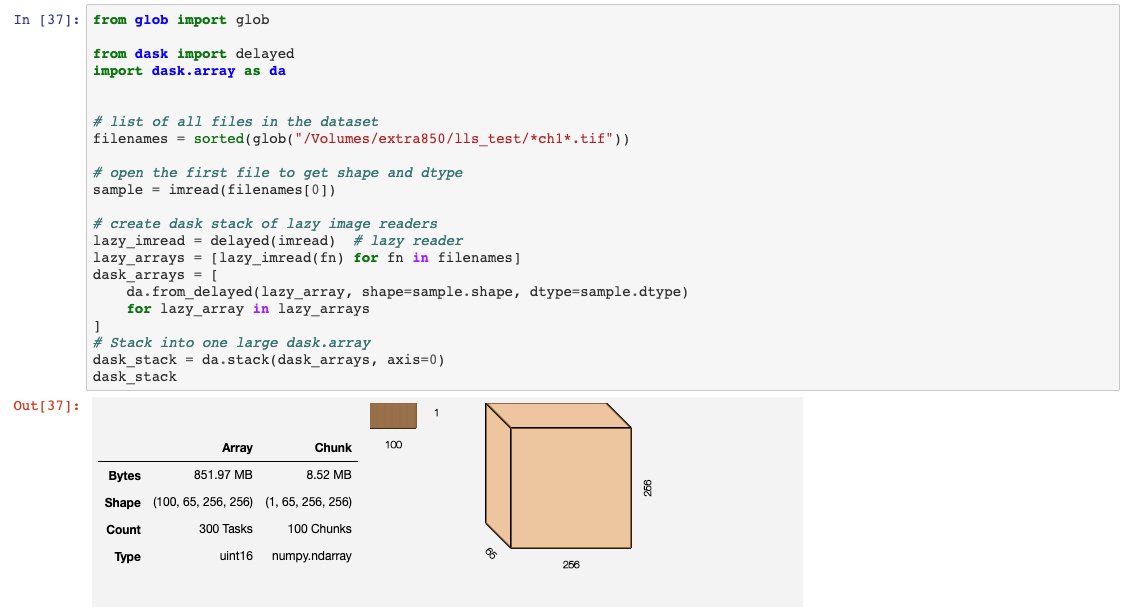 In [37]:
from glob import glob
from dask import delayed
import dask.array as da
# list of all files in the dataset
filenames = sorted(glob("/Volumes/extra850/lls_test/*ch1*.tif"))
# open the first file to get shape and dtype
sample = imread(filenames[0])
# create dask stack of lazy image readers
lazy_imread = delayed(imread)  # lazy reader
lazy_arrays = [lazy_imread(fn) for fn in filenames]
dask_arrays = [
    da.from_delayed(lazy_array, shape=sample.shape, dtype=sample.dtype)
    for lazy_array in lazy_arrays
]
# Stack into one large dask.array
dask_stack = da.stack(dask_arrays, axis=0)
dask_stack
Out[37]:
Array Chunk
Bytes 851.97 MB 8.52 MB
Shape (100, 65, 256, 256) (1, 65, 256, 256)
Count 300 Tasks 100 Chunks
Type uint16 numpy.ndarray
1
100
256
65
256